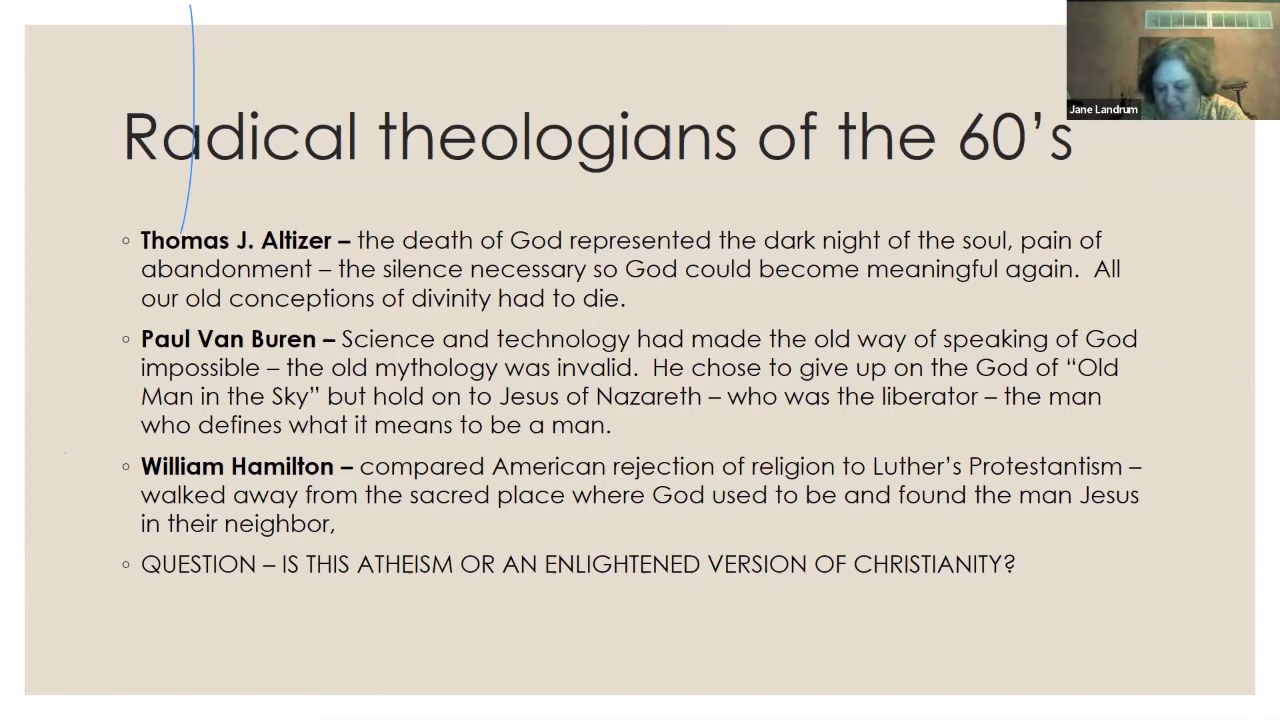 Jane Landrum
Radical theologians of the 60's
◦ Thomas J. Altizer – the death of God represented the dark night of the soul, pain of
abandonment – the silence necessary so God could become meaningful again.  All
our old conceptions of divinity had to die.
◦ Paul Van Buren – Science and technology had made the old way of speaking of God
impossible – the old mythology was invalid.  He chose to give up on the God of “Old
Man in the Sky” but hold on to Jesus of Nazareth – who was the liberator – the man
who defines what it means to be a man.
◦ William Hamilton – compared American rejection of religion to Luther’s Protestantism –
walked away from the sacred place where God used to be and found the man Jesus
in their neighbor,
◦ QUESTION – IS THIS ATHEISM OR AN ENLIGHTENED VERSION OF CHRISTIANITY?